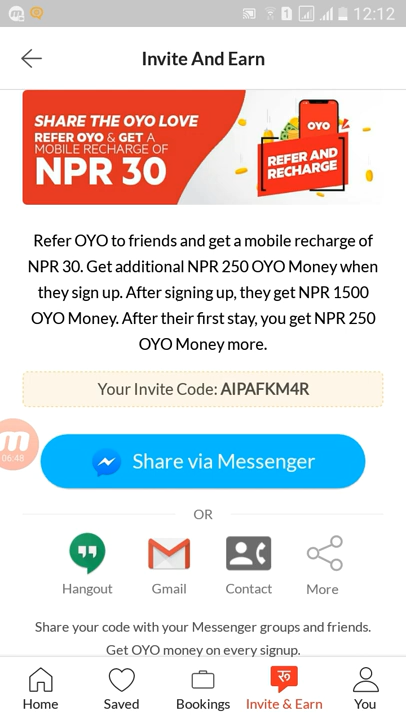 12:12
Invite And Earn
SHARE THE OYO LOVE
REFER OYO & GET A
MOBILE RECHARGE OF
NPR 30
OYO
REFER AND
RECHARGE
Refer OYO to friends and get a mobile recharge of
NPR 30. Get additional NPR 250 OYO Money when
they sign up. After signing up, they get NPR 1500
OYO Money. After their first stay, you get NPR 250
OYO Money more.
Your Invite Code: AIPAFKM4R
06:48
Share via Messenger
OR
Hangout Gmail Contact More
Share your code with your Messenger groups and friends.
Get OYO money on every signup.
रू
Home Saved Bookings Invite & Earn You